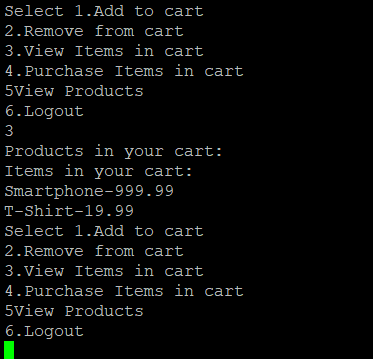 Select 1.Add to cart
2.Remove from cart
3.View Items in cart
4.Purchase Items in cart
5View Products
6.Logout
3
Products in your cart:
Items in your cart:
Smartphone-999.99
T-Shirt-19.99
Select 1.Add to cart
2.Remove from cart
3.View Items in cart
4.Purchase Items in cart
5View Products
6.Logout